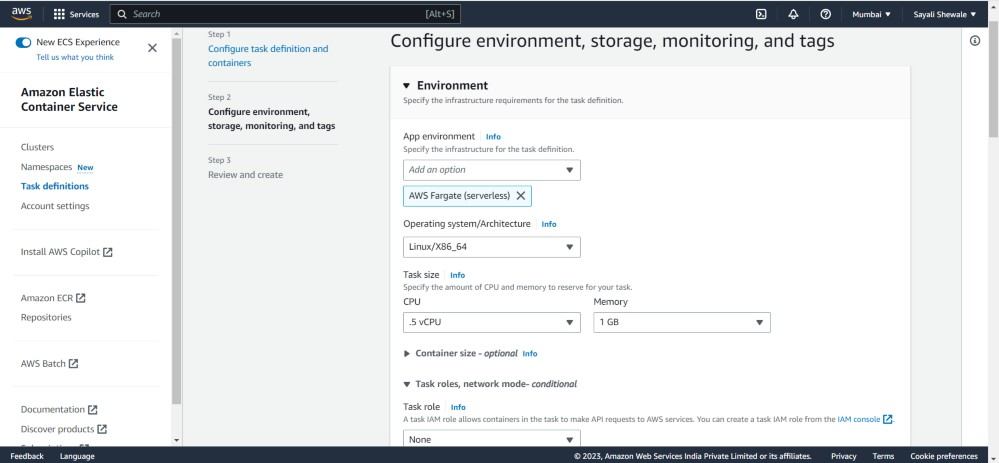 aws
Services
Search
[Alt+S]
Mumbai
Sayali Shewale
New ECS Experience
Tell us what you think
Amazon Elastic
Container Service
Clusters
Namespaces New
Task definitions
Account settings
Install AWS Copilot
Amazon ECR
Repositories
AWS Batch
Documentation
Discover products
Step 1
Configure task definition and
containers
Step 2
Configure environment,
storage, monitoring, and tags
Step 3
Review and create
Configure environment, storage, monitoring, and tags
Environment
Specify the infrastructure requirements for the task definition.
App environment Info
Specify the infrastructure for the task definition.
Add an option
AWS Fargate (serverless)
Operating system/Architecture Info
Linux/X86_64
Task size Info
Specify the amount of CPU and memory to reserve for your task.
CPU Memory
.5 vCPU 1 GB
Container size - optional Info
Task roles, network mode- conditional
Task role Info
A task IAM role allows containers in the task to make API requests to AWS services. You can create a task IAM role from the IAM console.
None
Feedback Language
© 2023, Amazon Web Services India Private Limited or its affiliates. Privacy Terms Cookie preferences